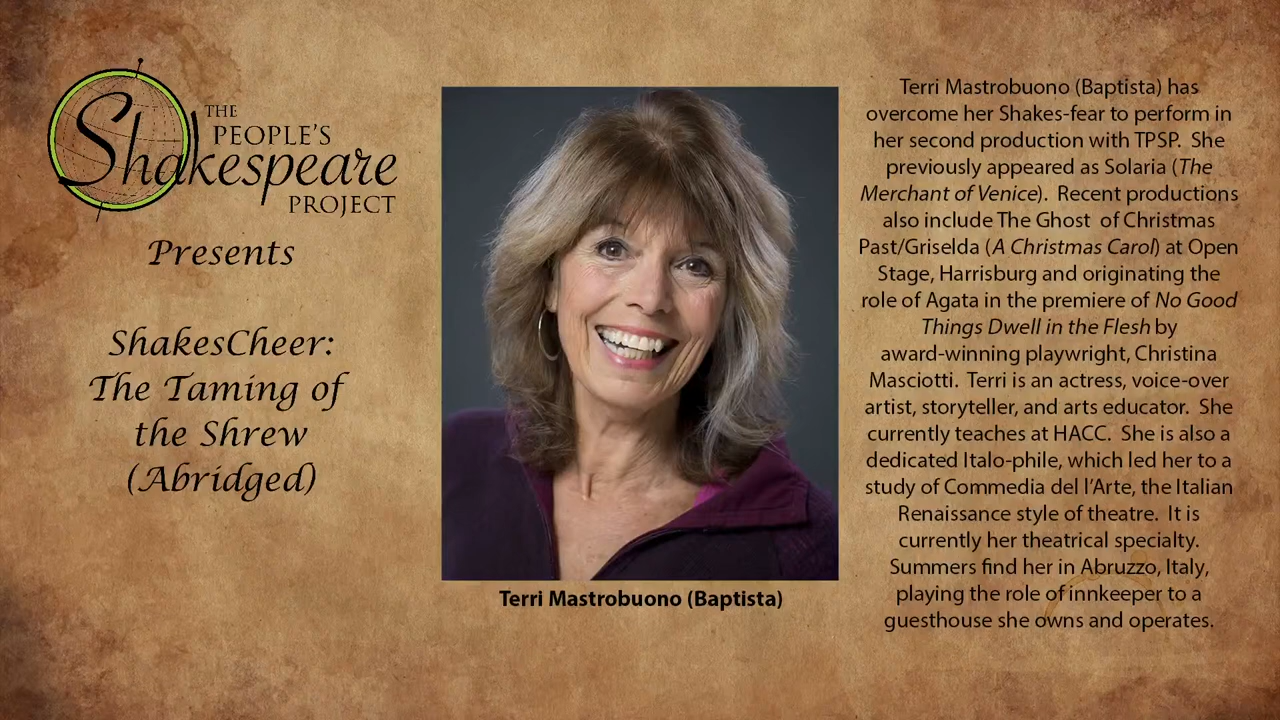 THE
PEOPLE'S
Shakespeare
PROJECT
Presents
ShakesCheer:
The Taming of
the Shrew
(Abridged)
Terri Mastrobuono (Baptista)
Terri Mastrobuono (Baptista) has
overcome her Shakes-fear to perform in
her second production with TPSP.  She
previously appeared as Solaria (The
Merchant of Venice).  Recent productions
also include The Ghost  of Christmas
Past/Griselda (A Christmas Carol) at Open
Stage, Harrisburg and originating the
role of Agata in the premiere of No Good
Things Dwell in the Flesh by
award-winning playwright, Christina
Masciotti.  Terri is an actress, voice-over
artist, storyteller, and arts educator.  She
currently teaches at HACC.  She is also a
dedicated Italo-phile, which led her to a
study of Commedia del l'Arte, the Italian
Renaissance style of theatre.  It is
currently her theatrical specialty.
Summers find her in Abruzzo, Italy,
playing the role of innkeeper to a
guesthouse she owns and operates.